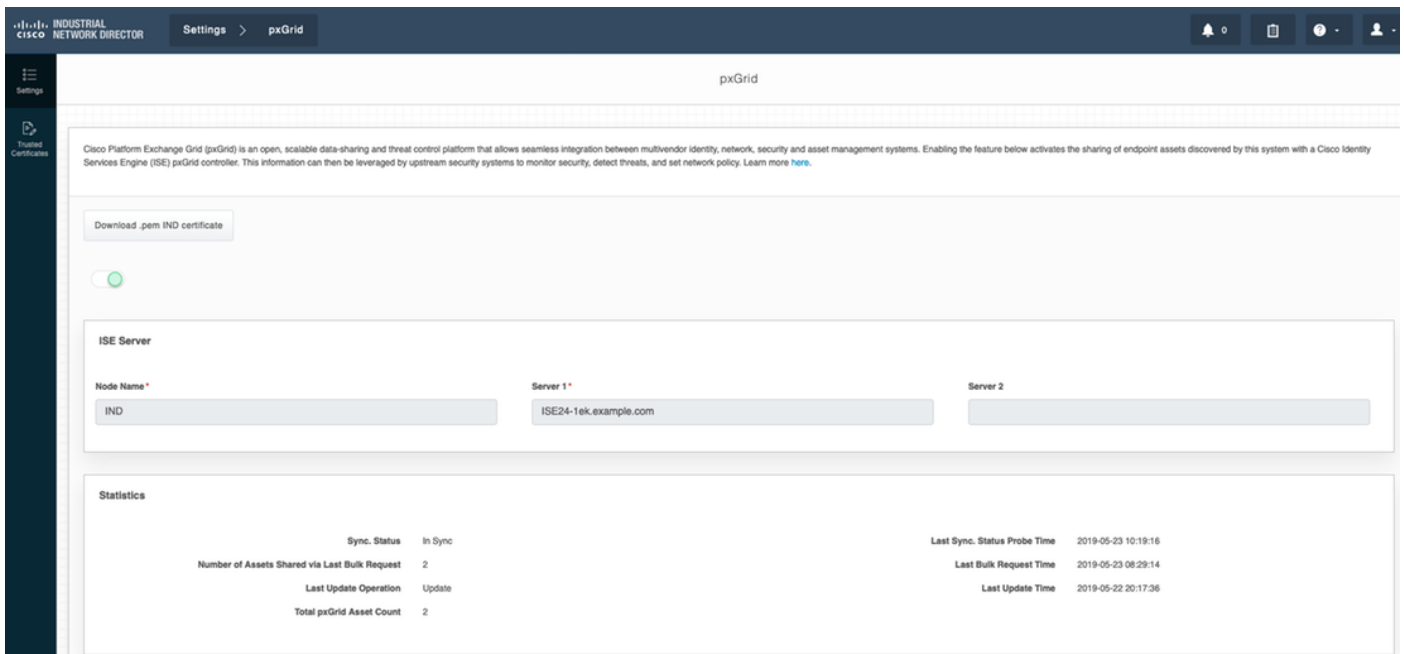 cisco INDUSTRIAL NETWORK DIRECTOR
Settings > pxGrid
0
Settings
Trusted Certificates
pxGrid
Cisco Platform Exchange Grid (pxGrid) is an open, scalable data-sharing and threat control platform that allows seamless integration between multivendor identity, network, security and asset management systems. Enabling the feature below activates the sharing of endpoint assets discovered by this system with a Cisco Identity
Services Engine (ISE) pxGrid controller. This information can then be leveraged by upstream security systems to monitor security, detect threats, and set network policy. Learn more here.
Download .pem IND certificate
ISE Server
Node Name* Server 1* Server 2
IND ISE24-1ek.example.com
Statistics
Sync. Status In Sync Last Sync. Status Probe Time 2019-05-23 10:19:16
Number of Assets Shared via Last Bulk Request 2 Last Bulk Request Time 2019-05-23 08:29:14
Last Update Operation Update Last Update Time 2019-05-22 20:17:36
Total pxGrid Asset Count 2